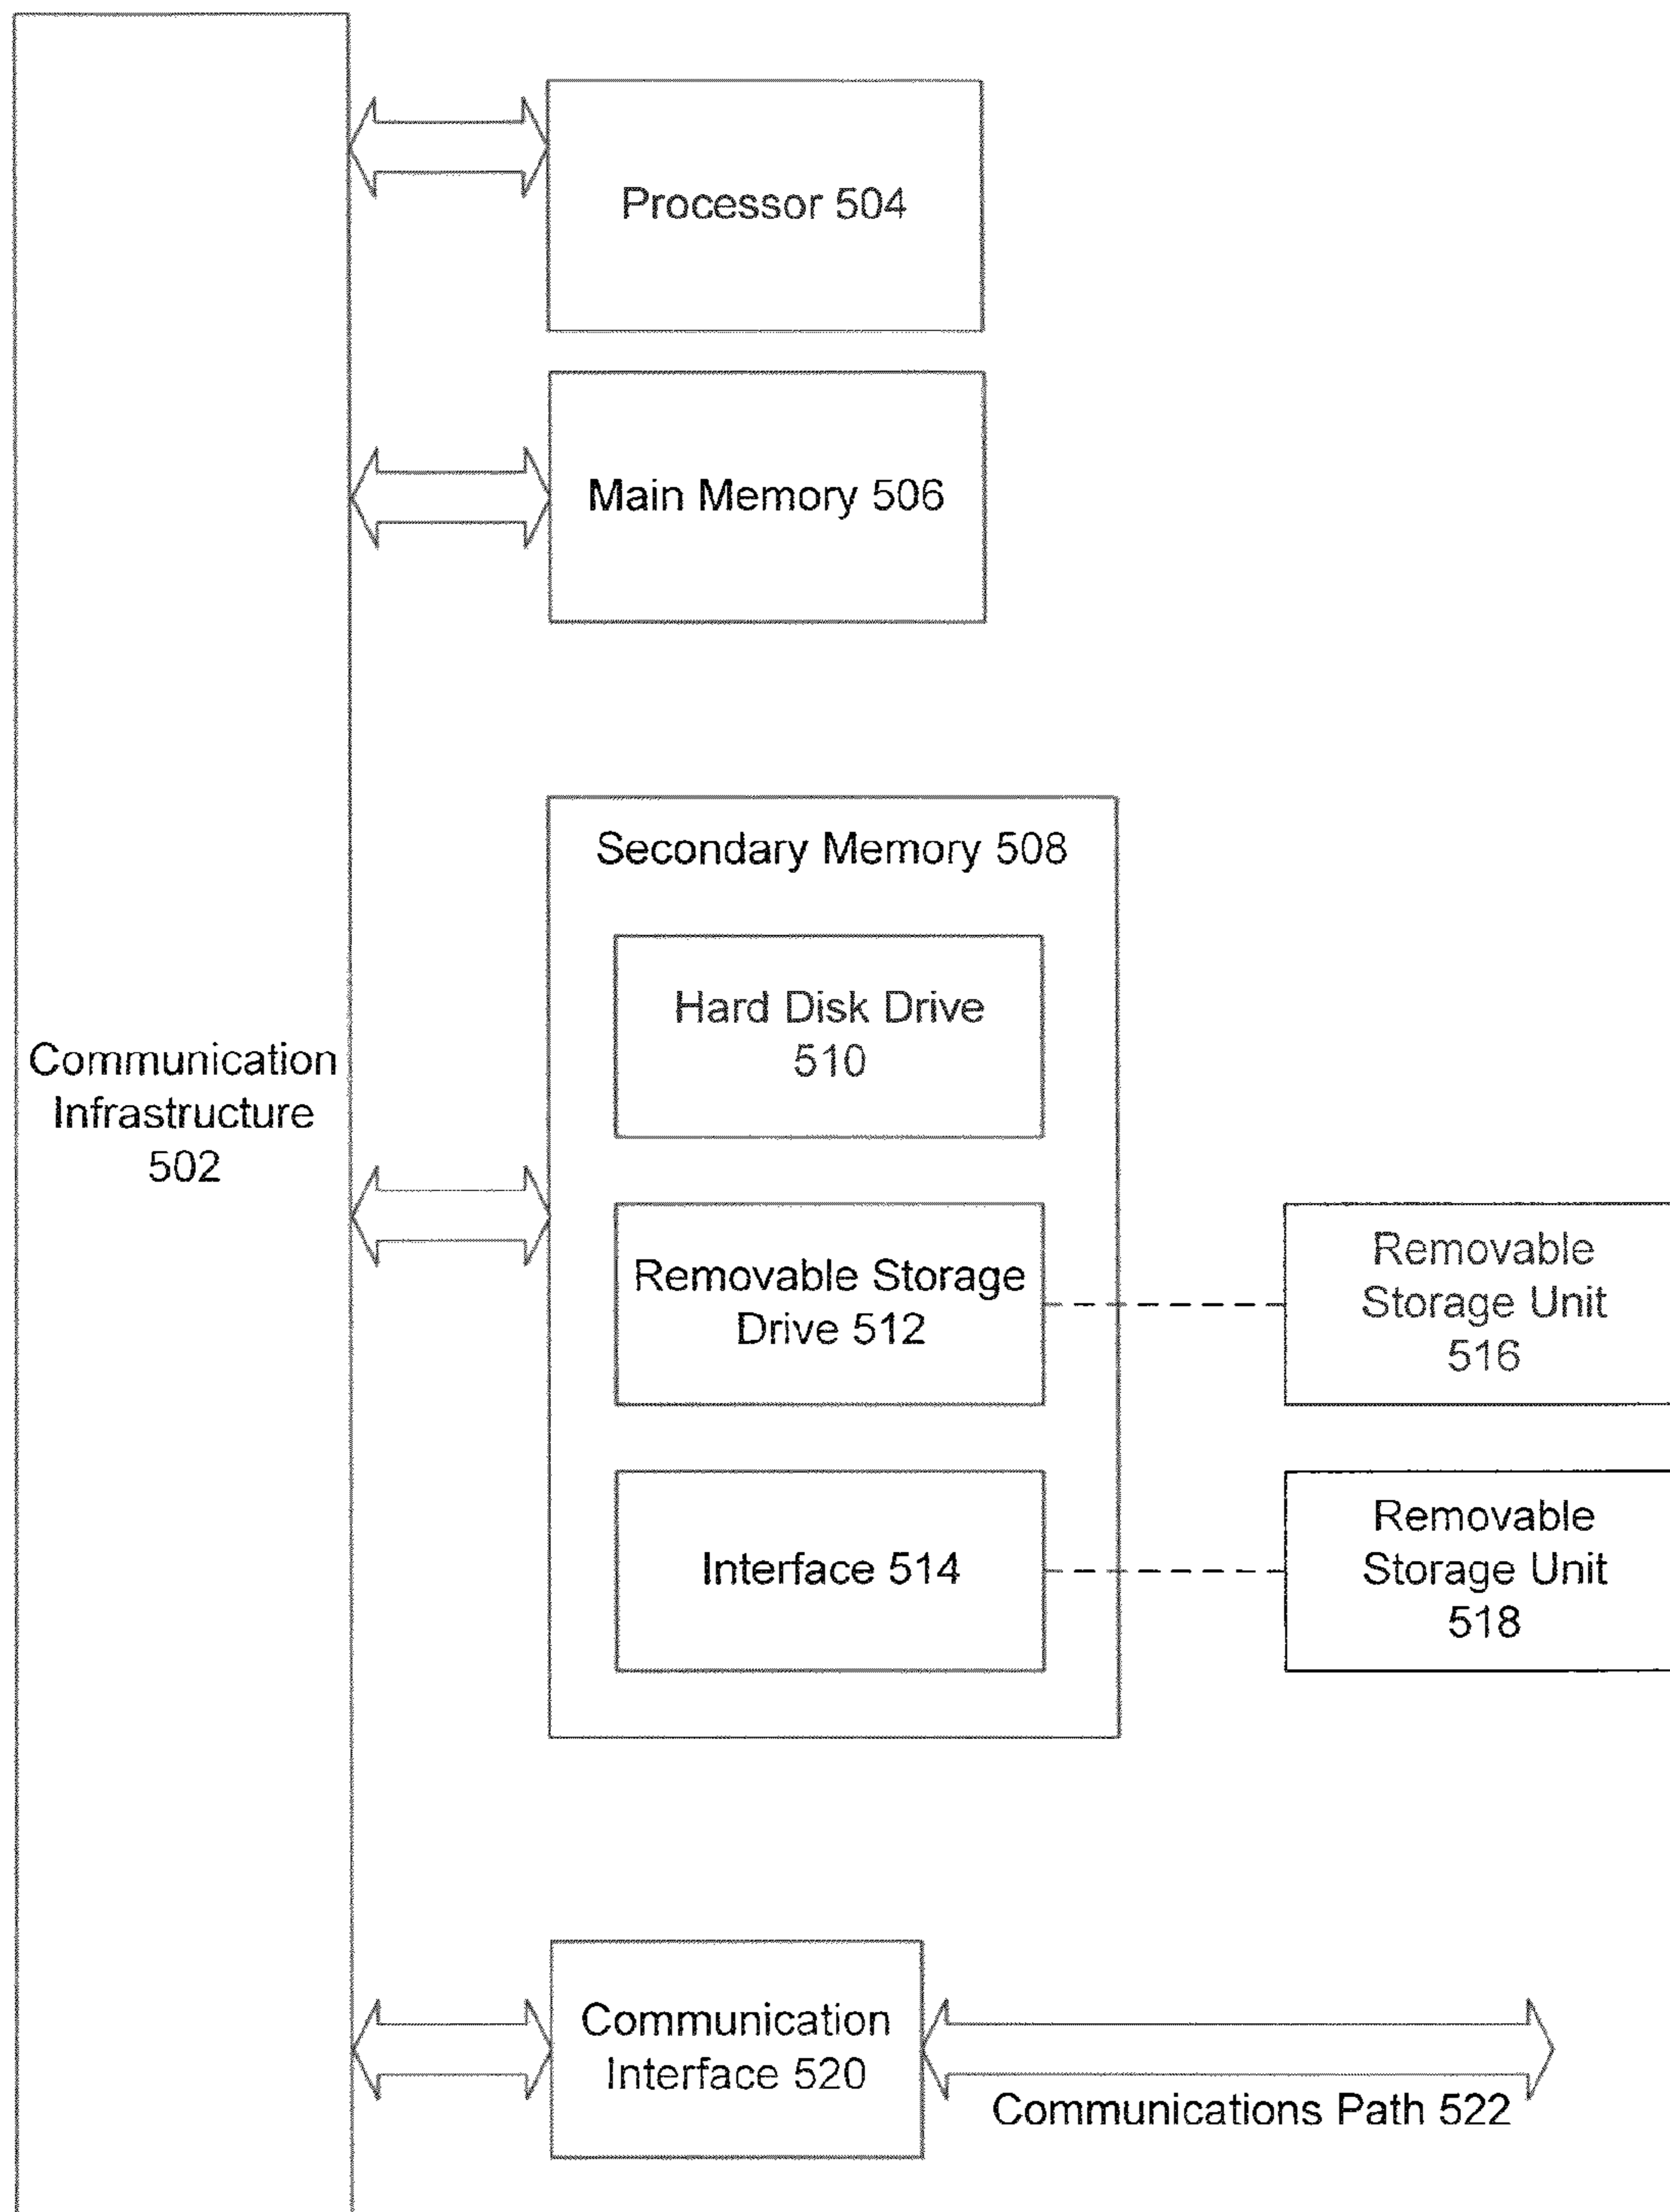 Processor 504
Main Memory 506
Secondary Memory 508
Hard Disk Drive
510
Communication
Infrastructure
502
Removable Storage
Drive 512
Removable
Storage Unit
516
Interface 514
Removable
Storage Unit
518
Communication
Interface 520
Communications Path 522